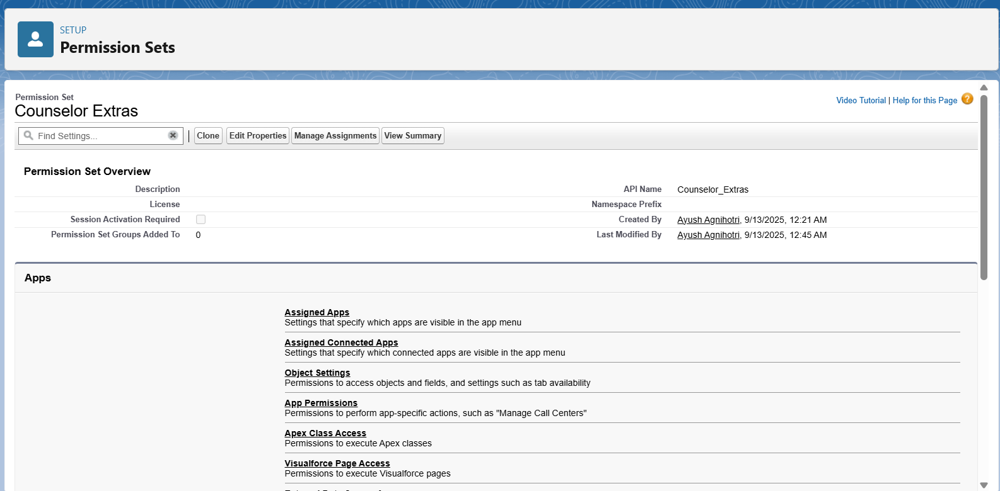 SETUP
Permission Sets
Permission Set
Counselor Extras
Video Tutorial | Help for this Page ?
Find Settings...
Clone
Edit Properties
Manage Assignments
View Summary
Permission Set Overview
Description
API Name Counselor_Extras
License
Namespace Prefix
Session Activation Required
Created By Ayush Agnihotri, 9/13/2025, 12:21 AM
Permission Set Groups Added To 0
Last Modified By Ayush Agnihotri, 9/13/2025, 12:45 AM
Apps
Assigned Apps
Settings that specify which apps are visible in the app menu
Assigned Connected Apps
Settings that specify which connected apps are visible in the app menu
Object Settings
Permissions to access objects and fields, and settings such as tab availability
App Permissions
Permissions to perform app-specific actions, such as "Manage Call Centers"
Apex Class Access
Permissions to execute Apex classes
Visualforce Page Access
Permissions to execute Visualforce pages